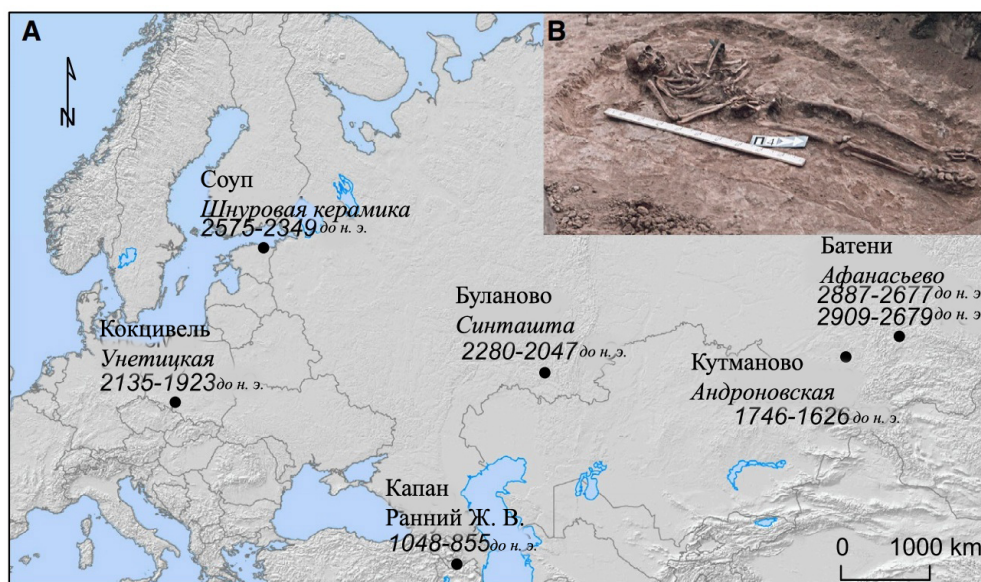 A
B
N
П 4
Соуп
Шнуровая керамика
2575-2349 до н. э.
Батени
Афанасьево
2887-2677 до н. э.
2909-2679 до н. э.
Буланово
Синташта
2280-2047 до н. э.
Кокцивель
Унетицкая
2135-1923 до н. э.
Кутманово
Андроновская
1746-1626 до н. э.
Капан
Ранний Ж. В.
1048-855 до н. э.
0 1000 km